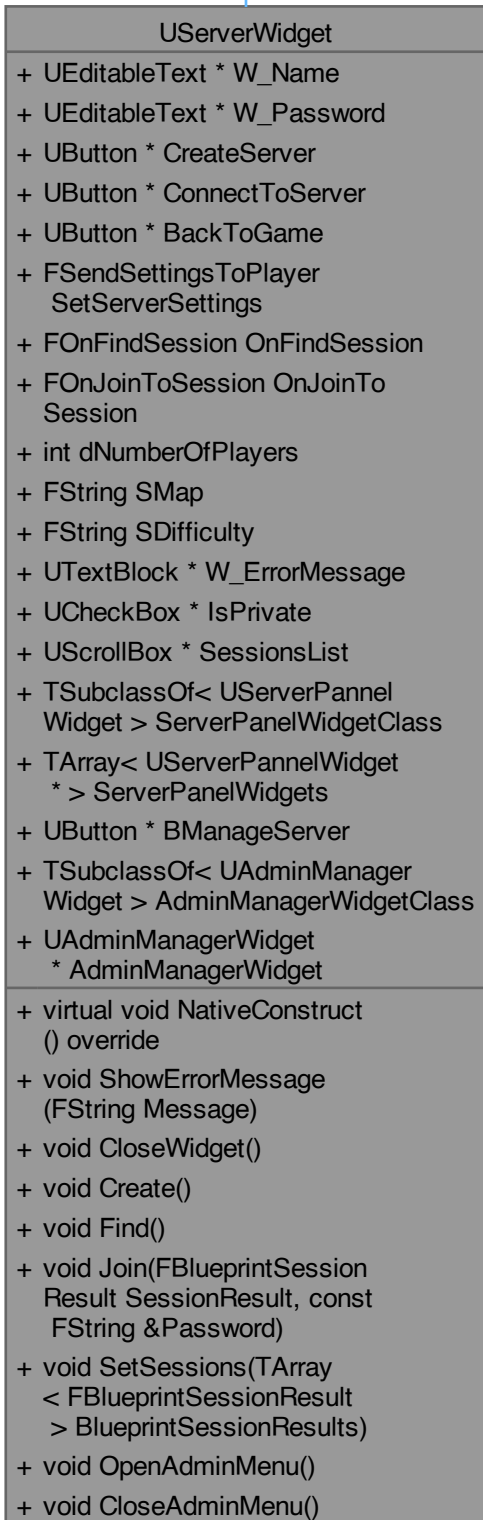 UServerWidget
+ UEditableText * W_Name
+ UEditableText * W_Password
+ UButton * CreateServer
+ UButton * ConnectToServer
+ UButton * BackToGame
+ FSendSettingsToPlayer
SetServerSettings
+ FOnFindSession OnFindSession
+ FOnJoinToSession OnJoinTo
Session
+ int dNumberOfPlayers
+ FString SMap
+ FString SDifficulty
+ UTextBlock * W_ErrorMessage
+ UCheckBox * IsPrivate
+ UScrollBox * SessionsList
+ TSubclassOf< UServerPannel
Widget > ServerPanelWidgetClass
+ TArray< UServerPannelWidget
* > ServerPanelWidgets
+ UButton * BManageServer
+ TSubclassOf< UAdminManager
Widget > AdminManagerWidgetClass
+ UAdminManagerWidget
* AdminManagerWidget
+ virtual void NativeConstruct
() override
+ void ShowErrorMessage
(FString Message)
+ void CloseWidget()
+ void Create()
+ void Find()
+ void Join(FBlueprintSession
Result SessionResult, const
FString &Password)
+ void SetSessions(TArray
< FBlueprintSessionResult
> BlueprintSessionResults)
+ void OpenAdminMenu()
+ void CloseAdminMenu()